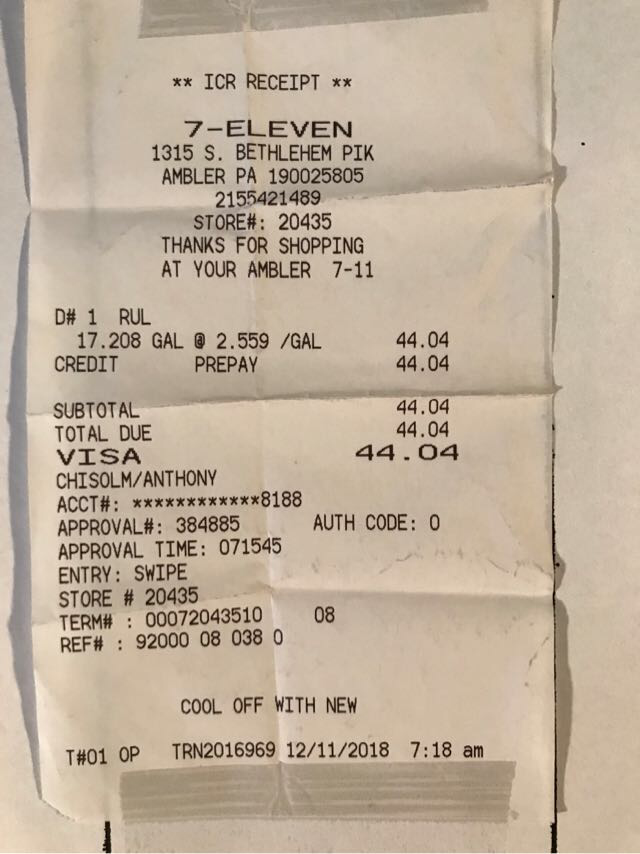 ** ICR RECEIPT **
7-ELEVEN
1315 S. BETHLEHEM PIK
AMBLER PA 190025805
2155421489
STORE#: 20435
THANKS FOR SHOPPING
AT YOUR AMBLER 7-11
D# 1 RUL
17.208 GAL @ 2.559 /GAL 44.04
CREDIT PREPAY 44.04
SUBTOTAL 44.04
TOTAL DUE 44.04
VISA 44.04
CHISOLM/ANTHONY
ACCT#: ************8188
APPROVAL#: 384885 AUTH CODE: 0
APPROVAL TIME: 071545
ENTRY: SWIPE
STORE # 20435
TERM# : 00072043510 08
REF# : 92000 08 038 0
COOL OFF WITH NEW
T#01 OP TRN2016969 12/11/2018 7:18 am